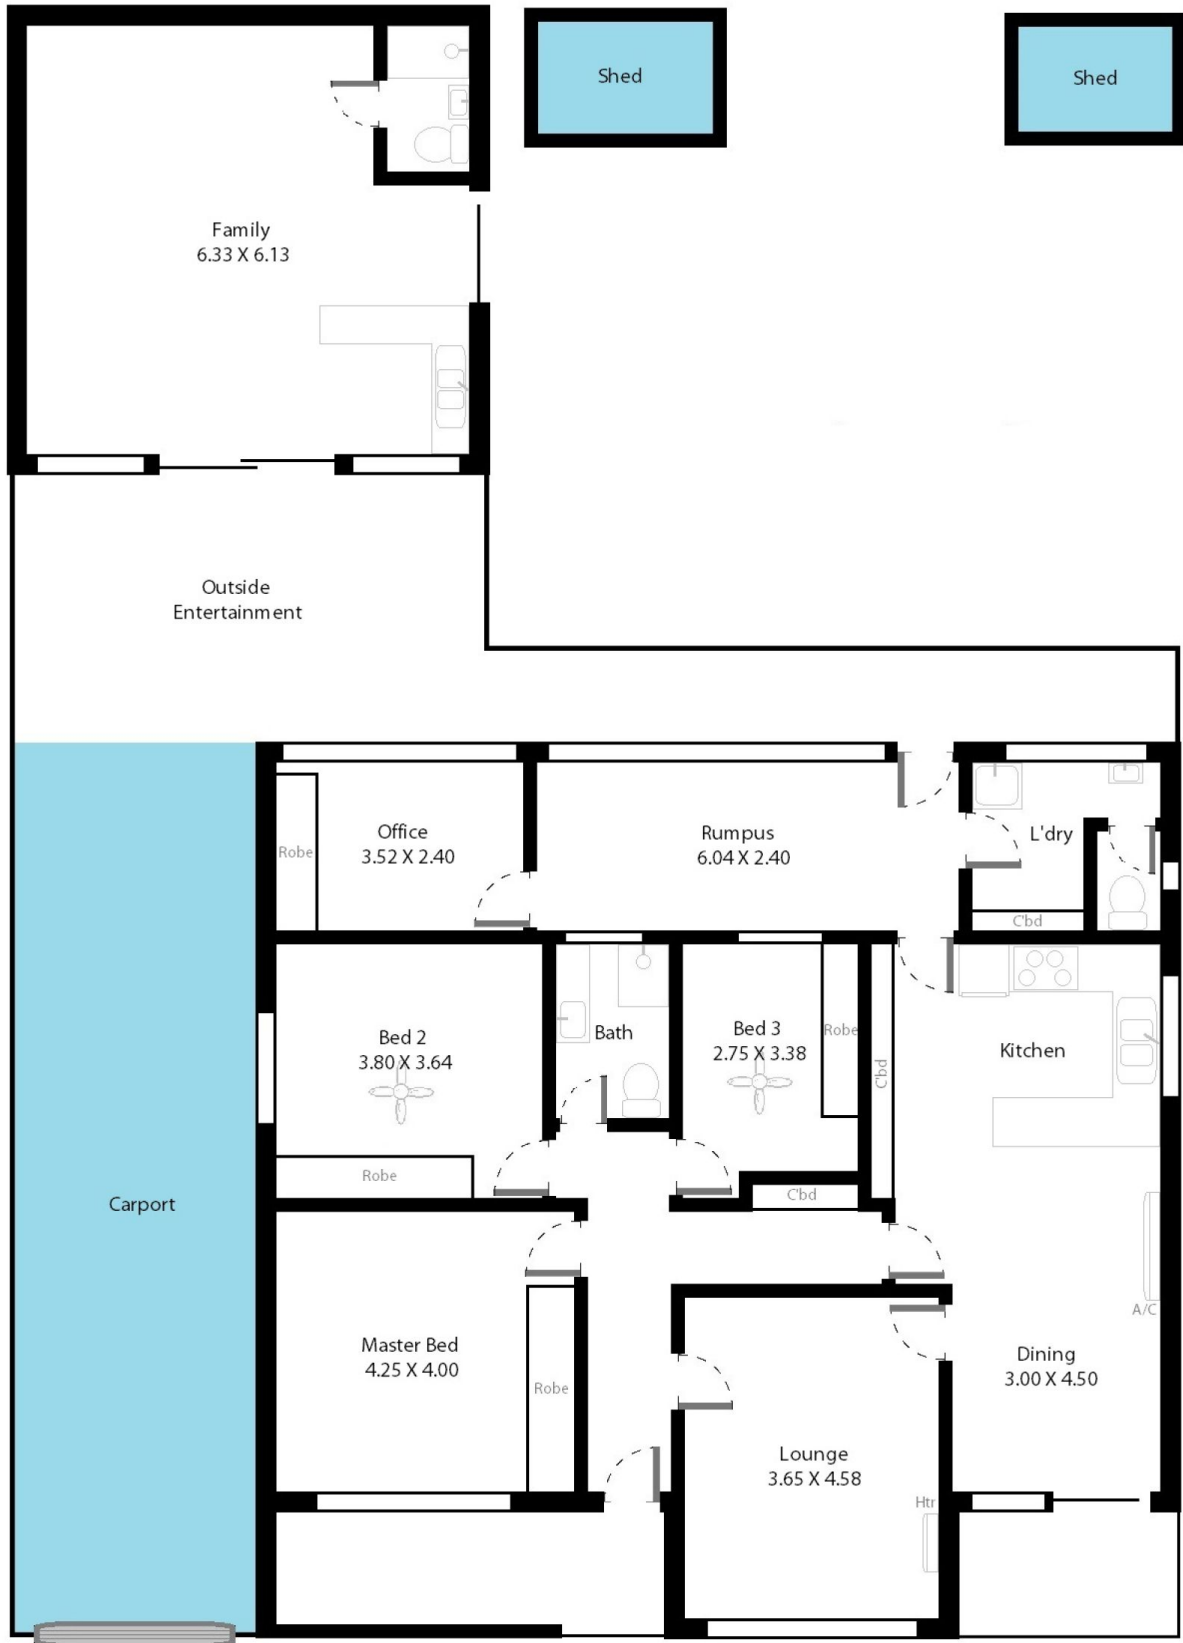 Shed
Shed
Family
6.33 X 6.13
Outside
Entertainment
Office
3.52 X 2.40
Robe
Rumpus
6.04 X 2.40
L'dry
C'bd
Bed 2
3.80 X 3.64
Robe
Bath
Bed 3
2.75 X 3.38
Robe
C'bd
C'bd
Kitchen
Carport
Master Bed
4.25 X 4.00
Robe
A/C
Dining
3.00 X 4.50
Lounge
3.65 X 4.58
Htr